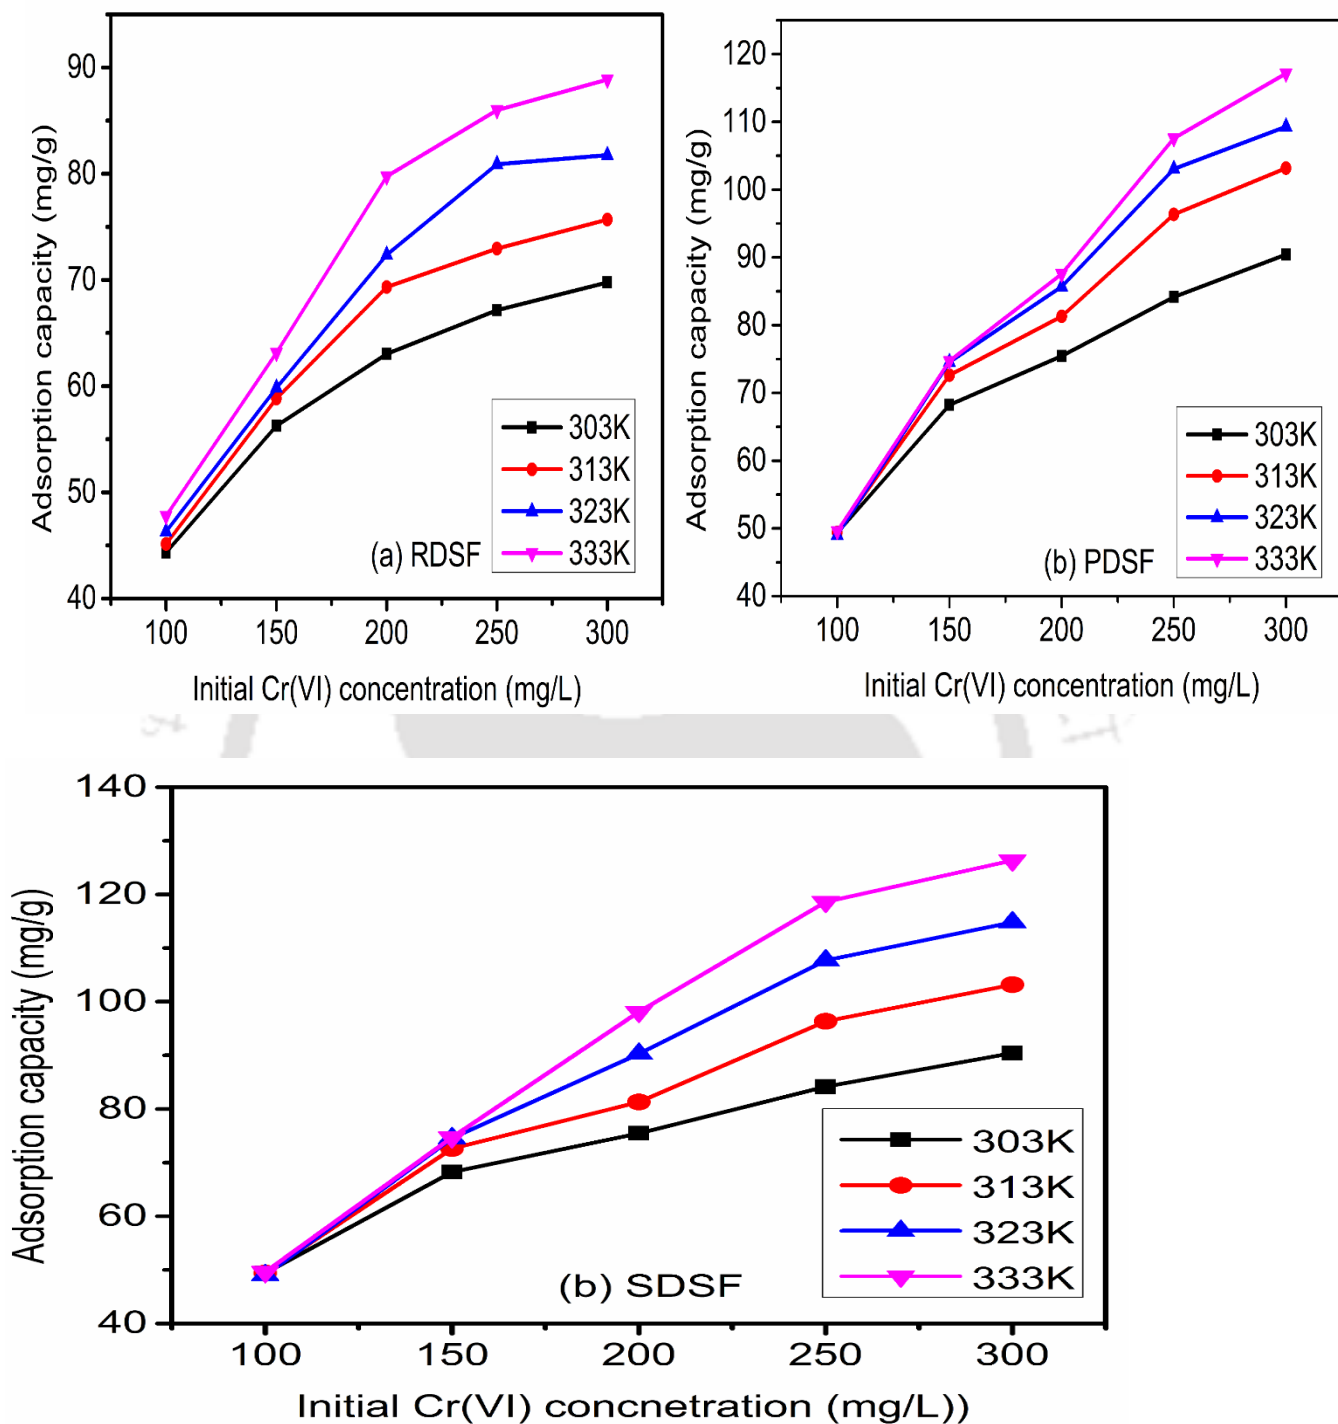 90
80
70
60
50
40
Adsorption capacity (mg/g)
303K
313K
323K
333K
(a) RDSF
100 150 200 250 300
Initial Cr(VI) concentration (mg/L)
120
110
100
90
80
70
60
50
40
Adsorption capacity (mg/g)
303K
313K
323K
333K
(b) PDSF
100 150 200 250 300
Initial Cr(VI) concentration (mg/L)
140
120
100
80
60
40
Adsorption capacity (mg/g)
303K
313K
323K
333K
(b) SDSF
100 150 200 250 300
Initial Cr(VI) concnetration (mg/L))